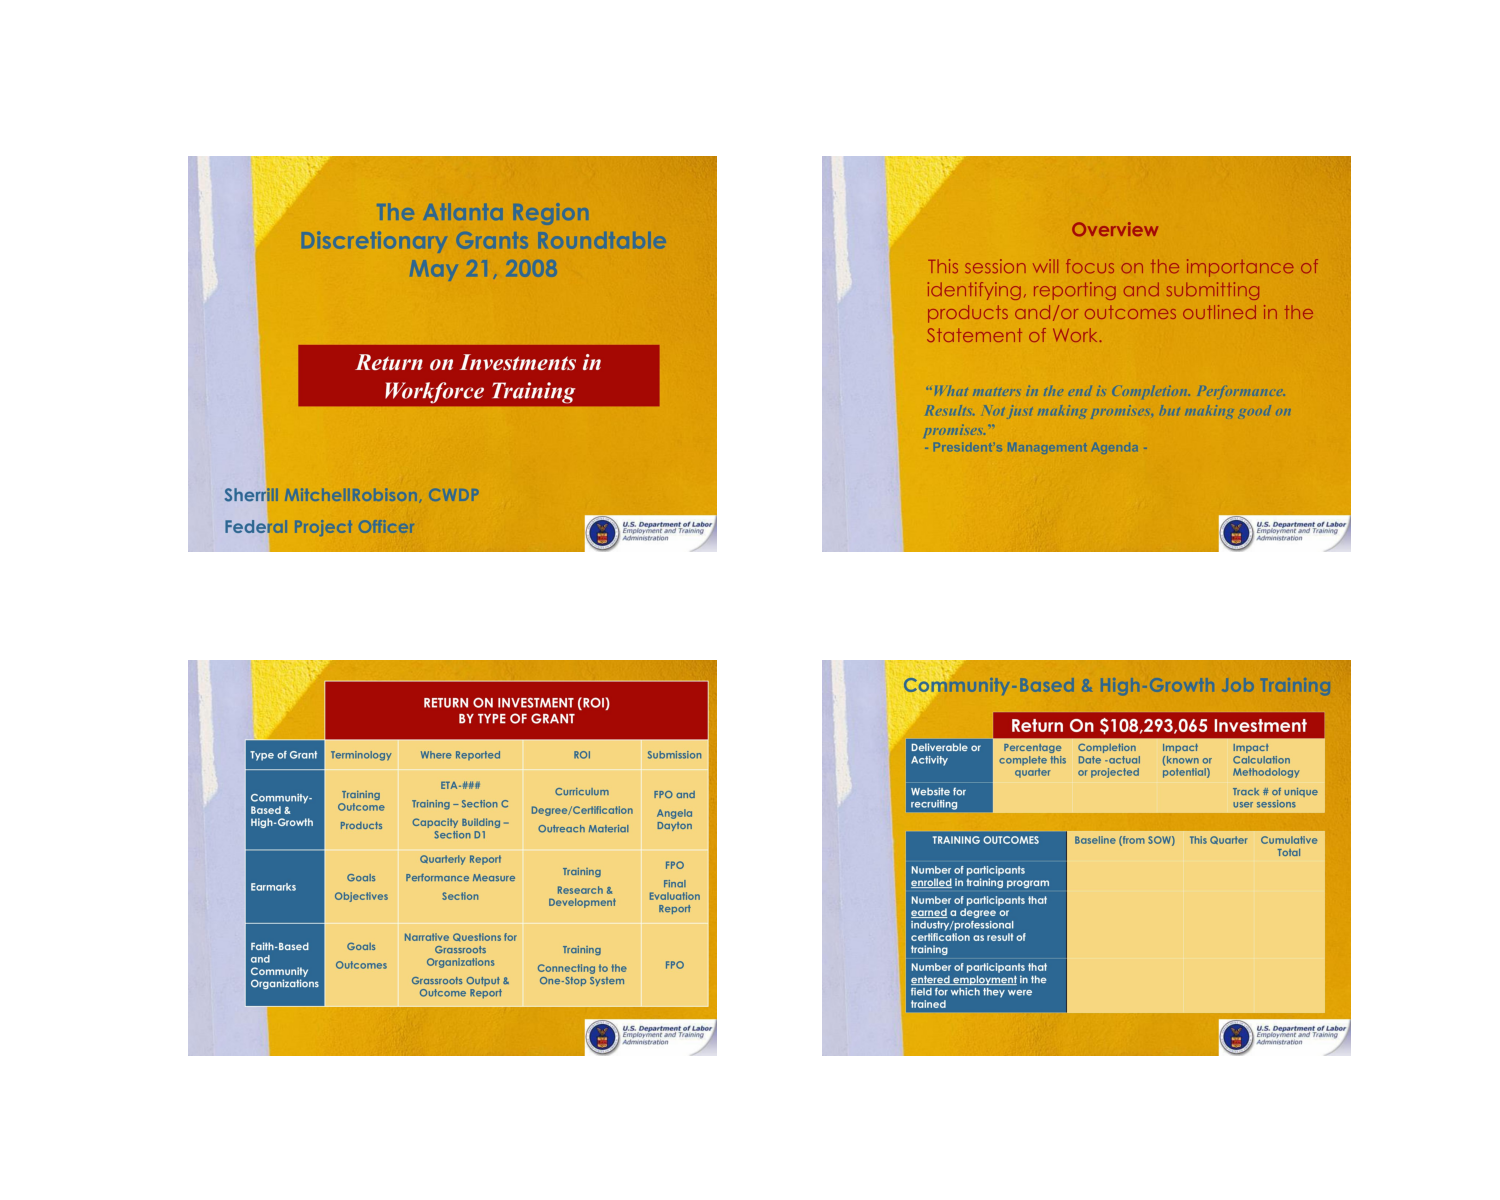 The Atlanta Region
Discretionary Grants Roundtable
May 21, 2008
Return on Investments in
Workforce Training
Sherrill MitchellRobison, CWDP
Federal Project Officer
U.S. Department of Labor
Employment and Training
Administration
Overview
This session will focus on the importance of
identifying, reporting and submitting
products and/or outcomes outlined in the
Statement of Work.
“What matters in the end is Completion. Performance.
Results. Not just making promises, but making good on
promises.”
- President’s Management Agenda -
U.S. Department of Labor
Employment and Training
Administration
RETURN ON INVESTMENT (ROI)
BY TYPE OF GRANT
Type of Grant Terminology Where Reported ROI Submission
Community-
Based &
High-Growth
Training
Outcome
Products
ETA-###
Training – Section C
Capacity Building –
Section D1
Curriculum
Degree/Certification
Outreach Material
FPO and
Angela
Dayton
Earmarks
Goals
Objectives
Quarterly Report
Performance Measure
Section
Training
Research &
Development
FPO
Final
Evaluation
Report
Faith-Based
and
Community
Organizations
Goals
Outcomes
Narrative Questions for
Grassroots
Organizations
Grassroots Output &
Outcome Report
Training
Connecting to the
One-Stop System
FPO
U.S. Department of Labor
Employment and Training
Administration
Community-Based & High-Growth Job Training
Return On $108,293,065 Investment
Deliverable or
Activity
Percentage
complete this
quarter
Completion
Date -actual
or projected
Impact
(known or
potential)
Impact
Calculation
Methodology
Website for
recruiting
Track # of unique
user sessions
TRAINING OUTCOMES Baseline (from SOW) This Quarter Cumulative
Total
Number of participants
enrolled in training program
Number of participants that
earned a degree or
industry/professional
certification as result of
training
Number of participants that
entered employment in the
field for which they were
trained
U.S. Department of Labor
Employment and Training
Administration